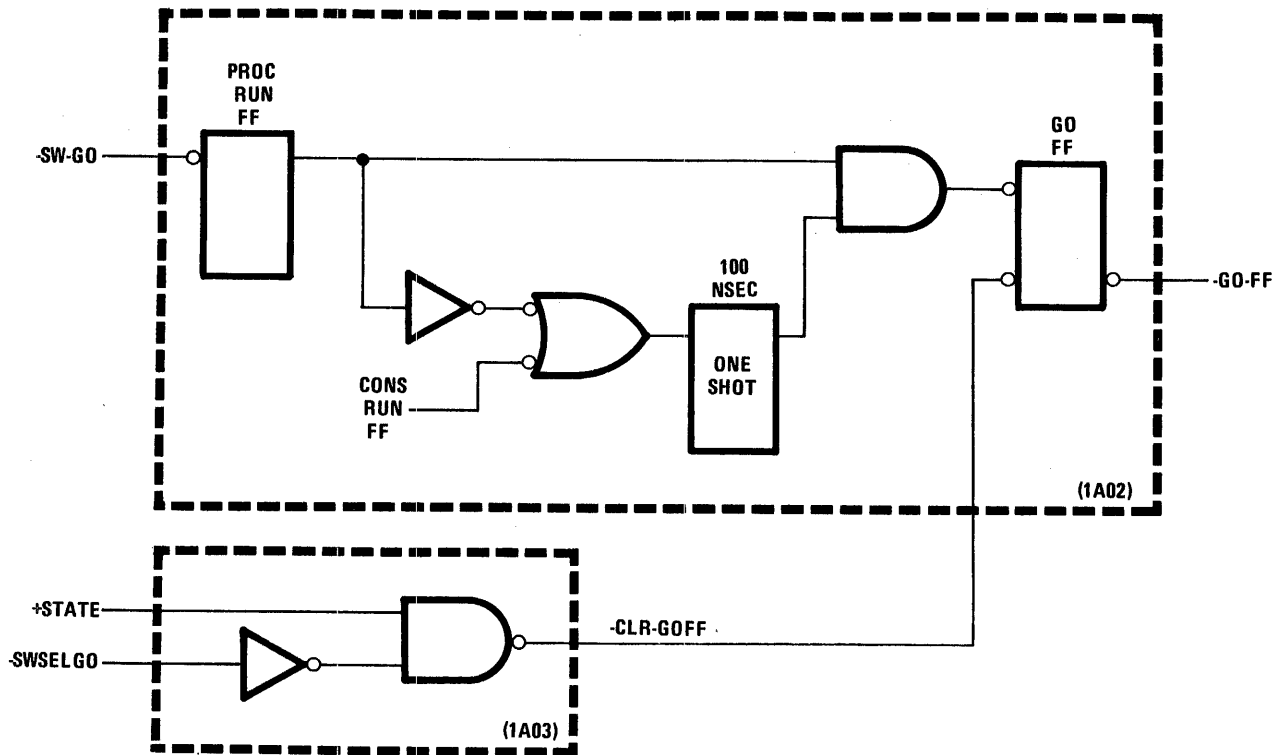 PROC
RUN
FF
GO
FF
-SW-GO
100
NSEC
-GO-FF
ONE
SHOT
CONS
RUN
FF
(1A02)
+STATE
-CLR-GOFF
-SWSELGO
(1A03)